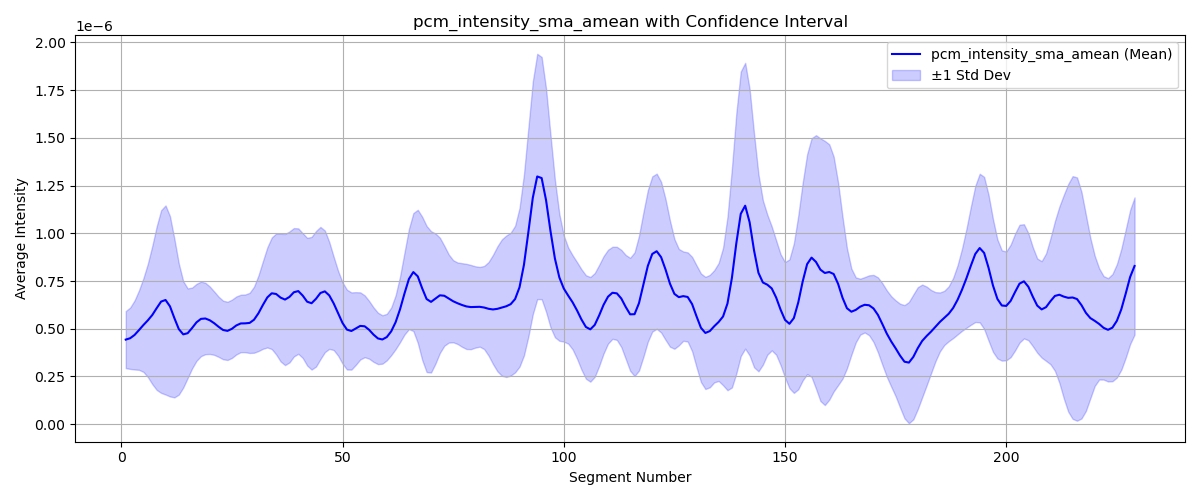 pcm_intensity_sma_amean with Confidence Interval
1e−6
2.00
1.75
1.50
1.25
1.00
0.75
0.50
0.25
0.00
Average Intensity
pcm_intensity_sma_amean (Mean)
±1 Std Dev
0
50
100
150
200
Segment Number